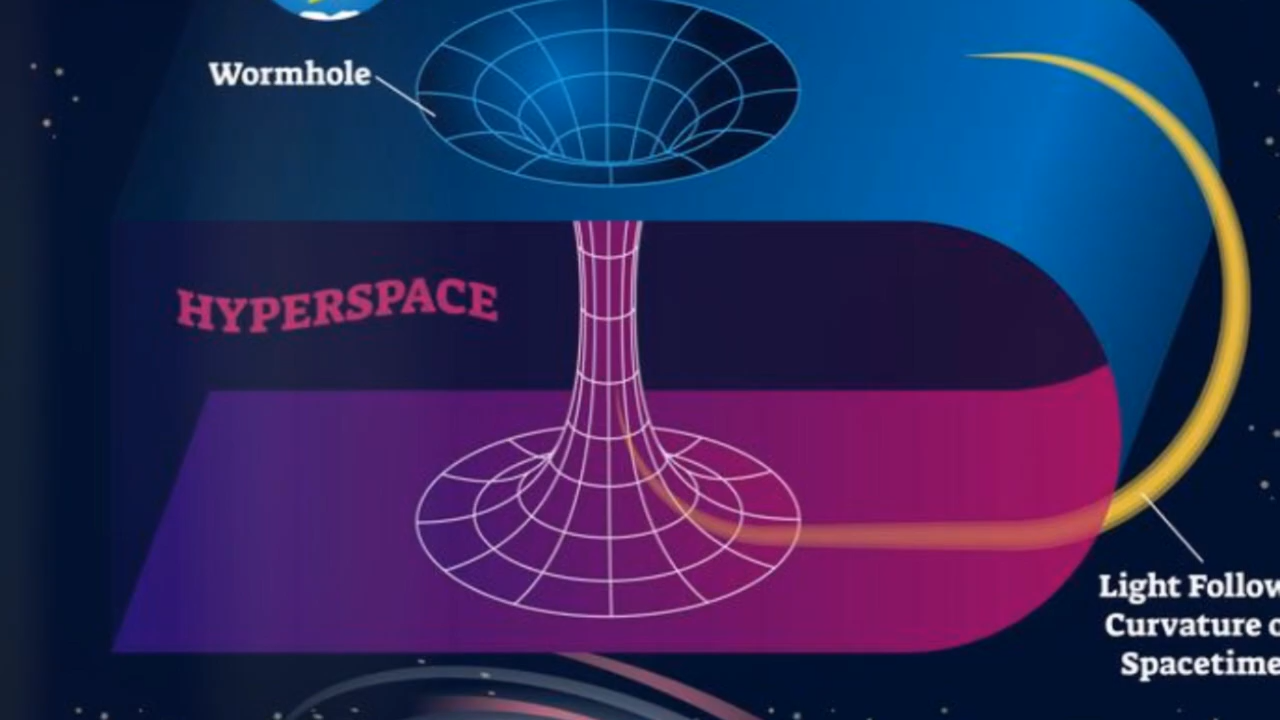 Wormhole
HYPERSPACE
Light Follow
Curvature o
Spacetime